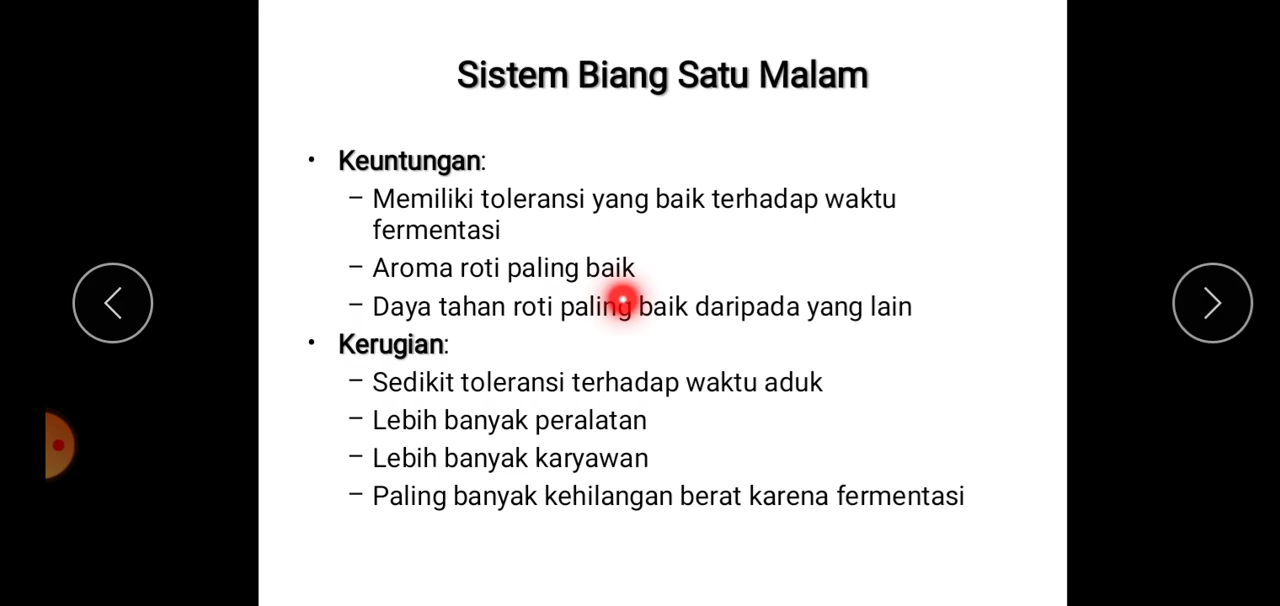 Sistem Biang Satu Malam
• Keuntungan:
– Memiliki toleransi yang baik terhadap waktu
fermentasi
– Aroma roti paling baik
– Daya tahan roti paling baik daripada yang lain
• Kerugian:
– Sedikit toleransi terhadap waktu aduk
– Lebih banyak peralatan
– Lebih banyak karyawan
– Paling banyak kehilangan berat karena fermentasi